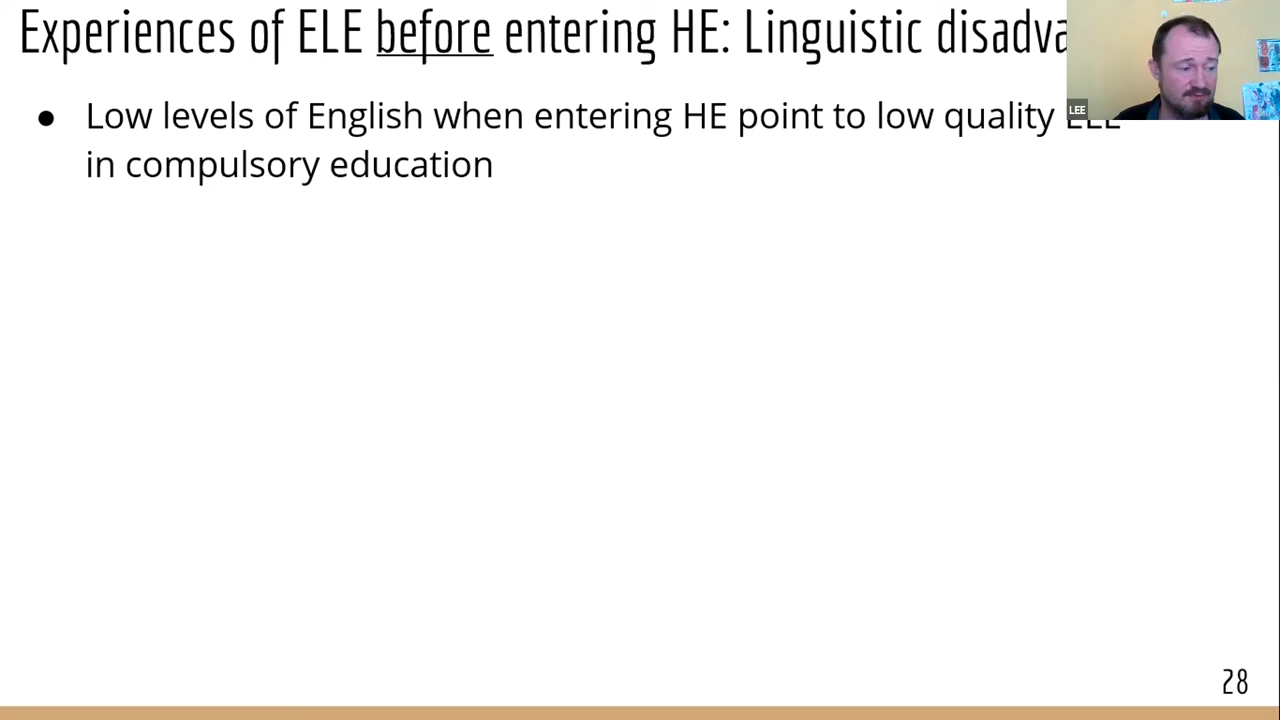 Experiences of ELE before entering HE: Linguistic
LEE
● Low levels of English when entering HE point to low quality ELE
in compulsory education
28